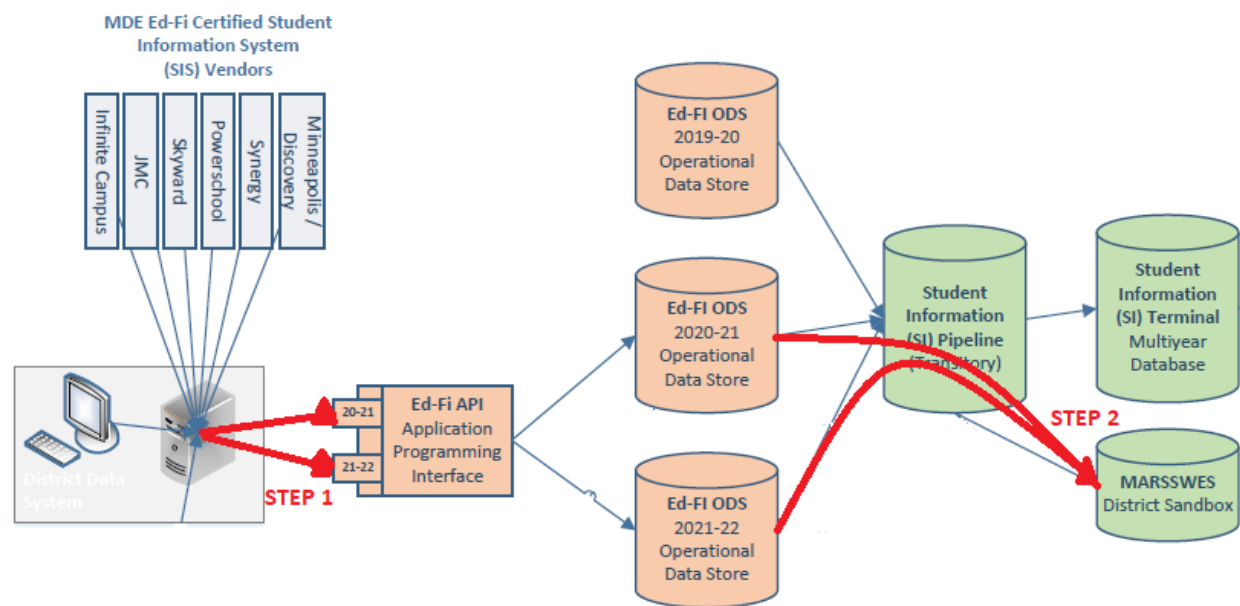 MDE Ed-Fi Certified Student
Information System
(SIS) Vendors
Infinite Campus
JMC
Skyward
Powerschool
Synergy
Minneapolis /
Discovery
District Data
System
STEP 1
20-21
21-22
Ed-Fi API
Application
Programming
Interface
Ed-FI ODS
2019-20
Operational
Data Store
Ed-FI ODS
2020-21
Operational
Data Store
Ed-FI ODS
2021-22
Operational
Data Store
Student
Information
(SI) Pipeline
(Transitory)
Student
Information
(SI) Terminal
Multiyear
Database
STEP 2
MARSSWES
District Sandbox